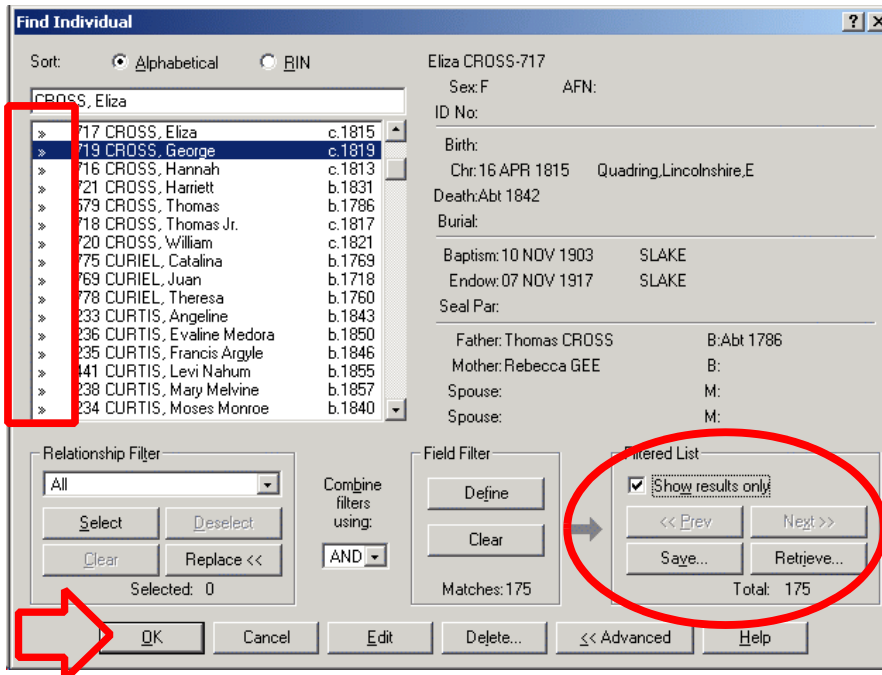 Find Individual
Sort: Alphabetical RIN
CROSS, Eliza
» 717 CROSS, Eliza c.1815
» 719 CROSS, George c.1819
» 716 CROSS, Hannah c.1813
» 721 CROSS, Harriett b.1831
» 579 CROSS, Thomas b.1786
» 718 CROSS, Thomas Jr. c.1817
» 720 CROSS, William c.1821
» 775 CURIEL, Catalina b.1769
» 769 CURIEL, Juan b.1718
» 778 CURIEL, Theresa b.1760
» 233 CURTIS, Angeline b.1843
» 236 CURTIS, Evaline Medora b.1850
» 235 CURTIS, Francis Argyle b.1846
» 441 CURTIS, Levi Nahum b.1855
» 238 CURTIS, Mary Melvine b.1857
» 234 CURTIS, Moses Monroe b.1840
Eliza CROSS-717
Sex: F AFN:
ID No:
Birth:
Chr: 16 APR 1815 Quadring,Lincolnshire,E
Death: Abt 1842
Burial:
Baptism: 10 NOV 1903 SLAKE
Endow: 07 NOV 1917 SLAKE
Seal Par:
Father: Thomas CROSS B:Abt 1786
Mother: Rebecca GEE B:
Spouse: M:
Spouse: M:
Relationship Filter
All
Select Deselect
Clear Replace <<
Selected: 0
Combine
filters
using:
AND
Field Filter
Define
Clear
Matches: 175
Filtered List
Show results only
<< Prev Next >>
Save... Retrieve...
Total: 175
OK Cancel Edit Delete... << Advanced Help